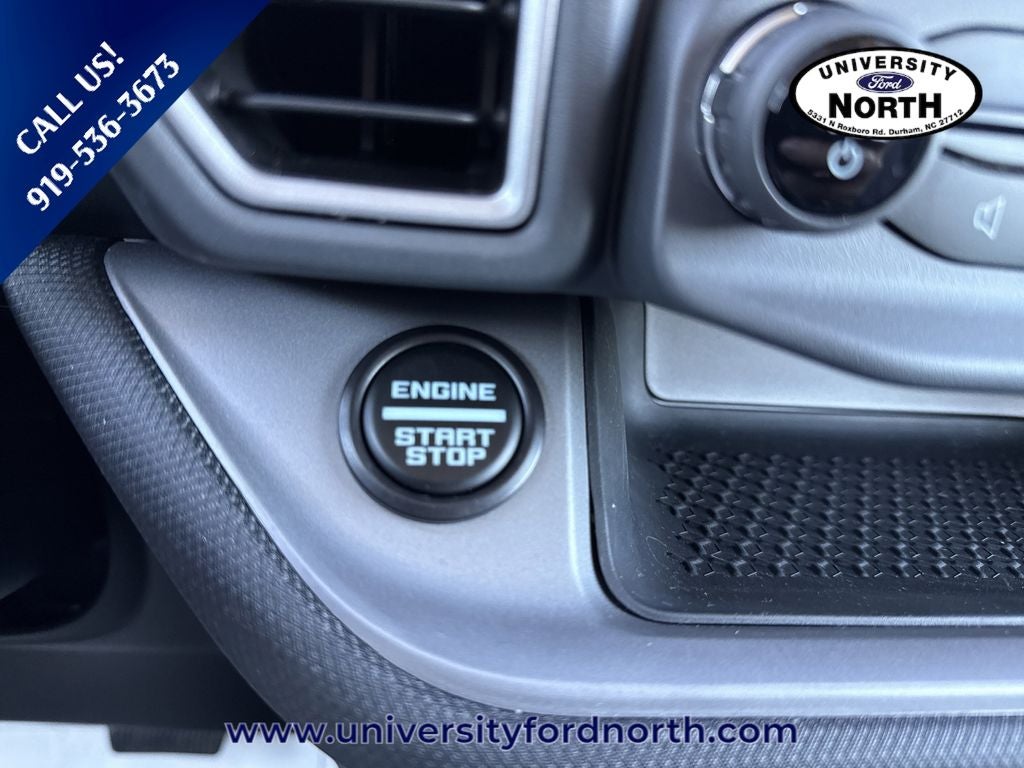 CALL US!
919-536-3673
UNIVERSITY
Ford
NORTH
5331 N Roxboro Rd. Durham, NC 27712
ENGINE
START
STOP
www.universityfordnorth.com